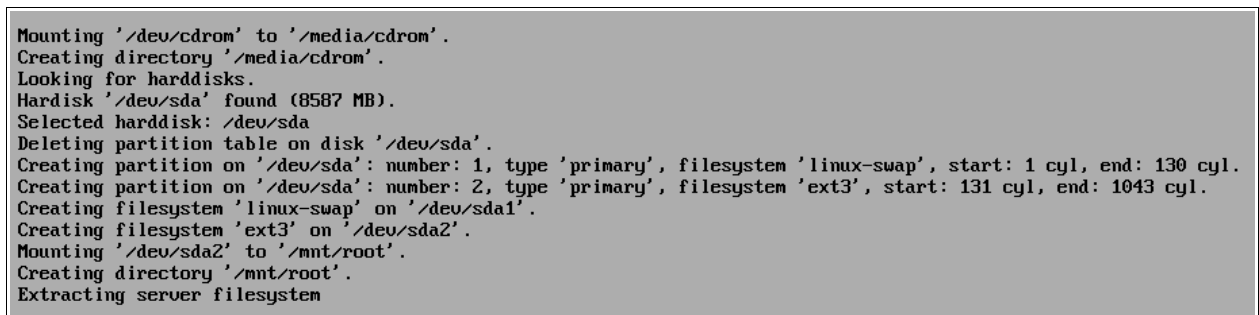 Mounting '/dev/cdrom' to '/media/cdrom'.
Creating directory '/media/cdrom'.
Looking for harddisks.
Hardisk '/dev/sda' found (8587 MB).
Selected harddisk: /dev/sda
Deleting partition table on disk '/dev/sda'.
Creating partition on '/dev/sda': number: 1, type 'primary', filesystem 'linux-swap', start: 1 cyl, end: 130 cyl.
Creating partition on '/dev/sda': number: 2, type 'primary', filesystem 'ext3', start: 131 cyl, end: 1043 cyl.
Creating filesystem 'linux-swap' on '/dev/sda1'.
Creating filesystem 'ext3' on '/dev/sda2'.
Mounting '/dev/sda2' to '/mnt/root'.
Creating directory '/mnt/root'.
Extracting server filesystem